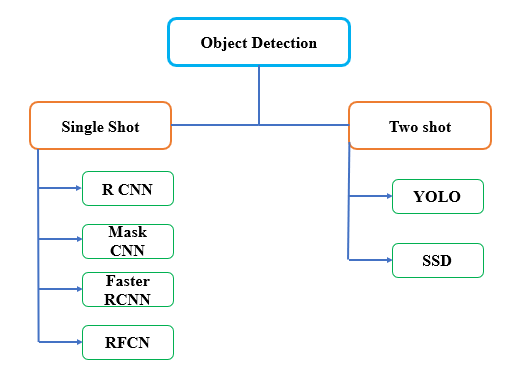 Object Detection
Single Shot
Two shot
R CNN
Mask
CNN
Faster
RCNN
RFCN
YOLO
SSD